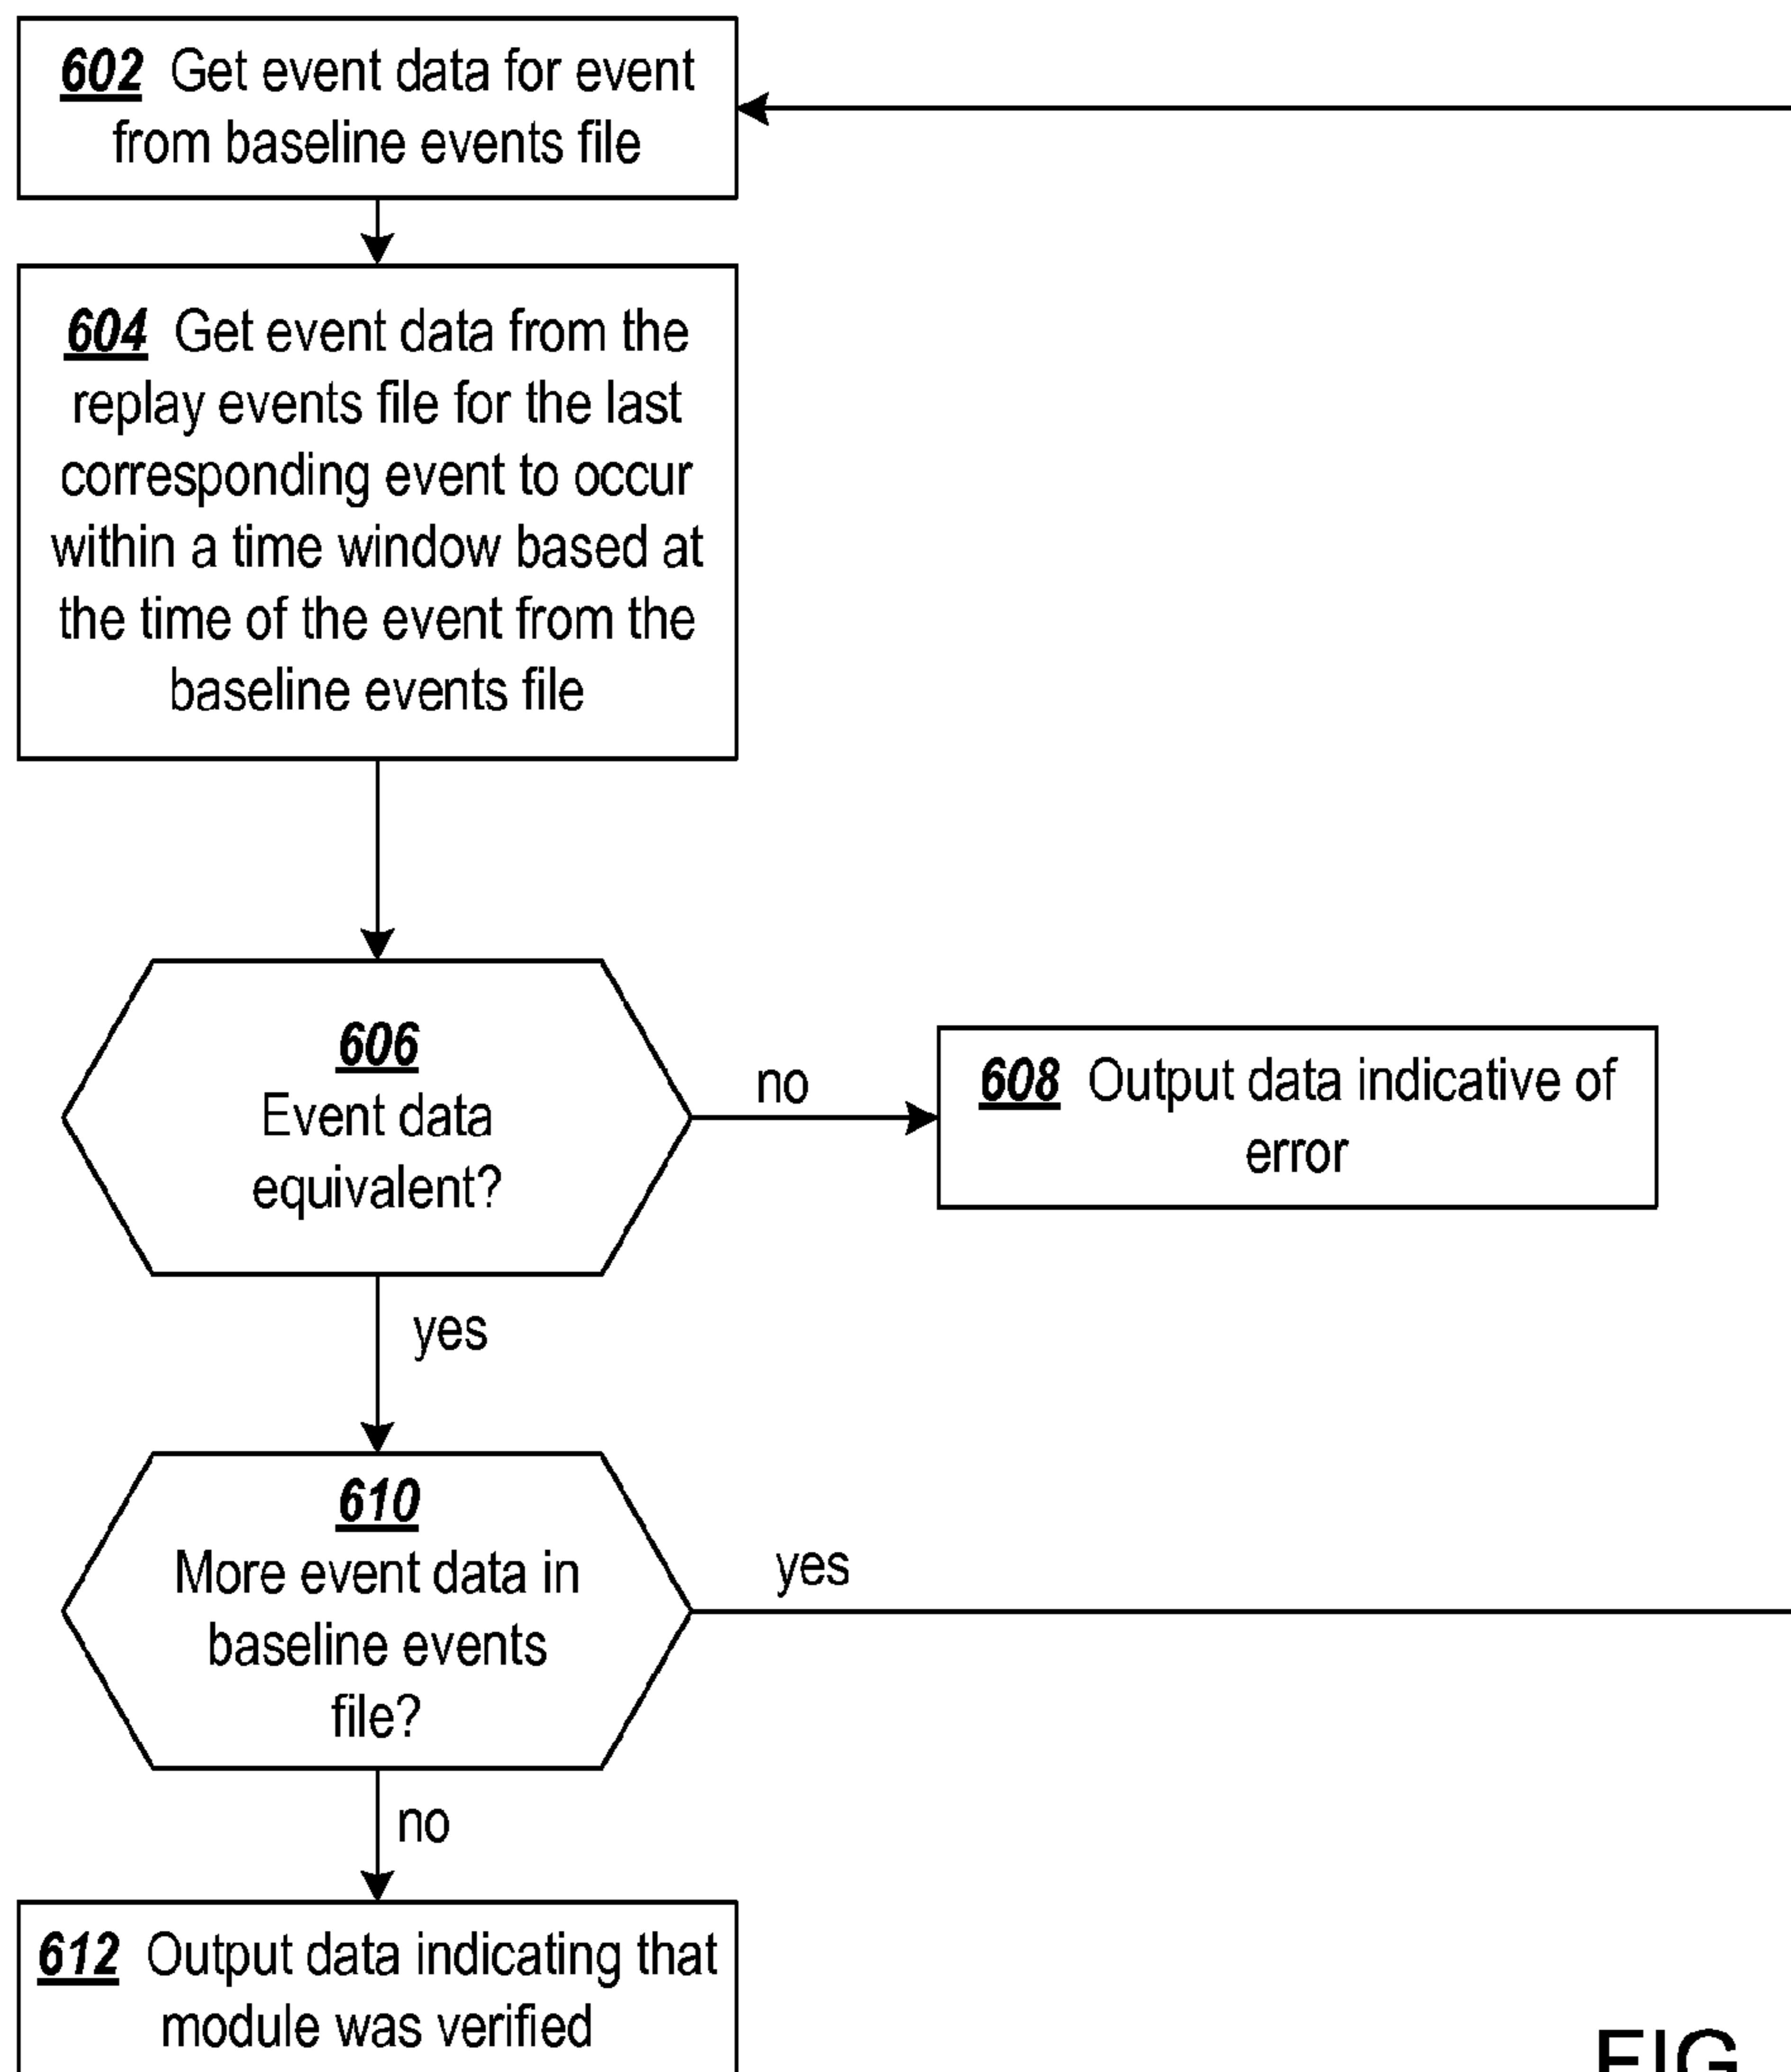 602 Get event data for event
from baseline events file
604 Get event data from the
replay events file for the last
corresponding event to occur
within a time window based at
the time of the event from the
baseline events file
606
Event data
equivalent?
no
608 Output data indicative of
error
yes
610
More event data in
baseline events
file?
yes
no
612 Output data indicating that
module was verified
FIG